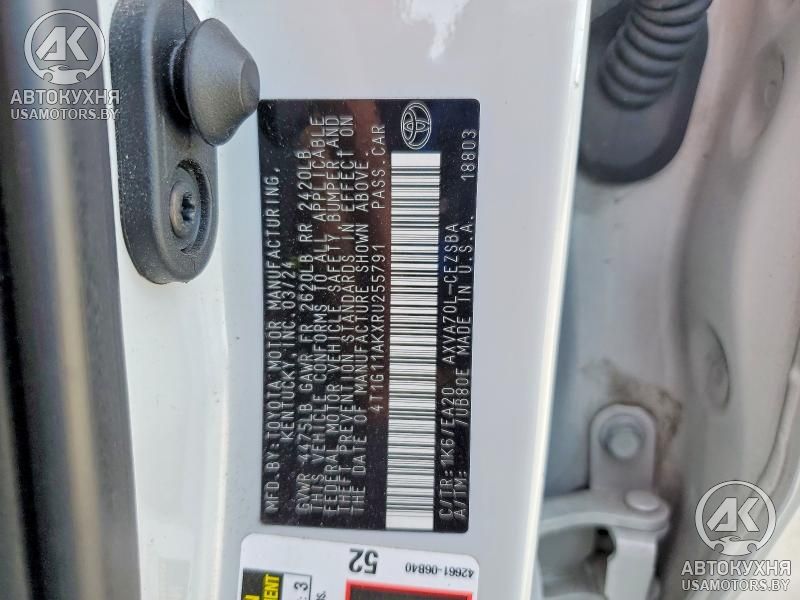 AK
АВТОКУХНЯ
USAMOTORS.BY
MFD. BY: TOYOTA MOTOR MANUFACTURING,
KENTUCKY, INC. 03/24
GVWR 4475LB GAWR FR 2620LB RR 2420LB
THIS VEHICLE CONFORMS TO ALL APPLICABLE
FEDERAL MOTOR VEHICLE SAFETY BUMPER AND
THEFT PREVENTION STANDARDS IN EFFECT ON
THE DATE OF MANUFACTURE SHOWN ABOVE.
4T1G11AKXRU255791 PASS.CAR
C/TR: 1K6/EA20 AXVA70L-CEZSBA
A/TM: /UB80E MADE IN U.S.A. 18803
52
42661-06B40
AK
АВТОКУХНЯ
USAMOTORS.BY